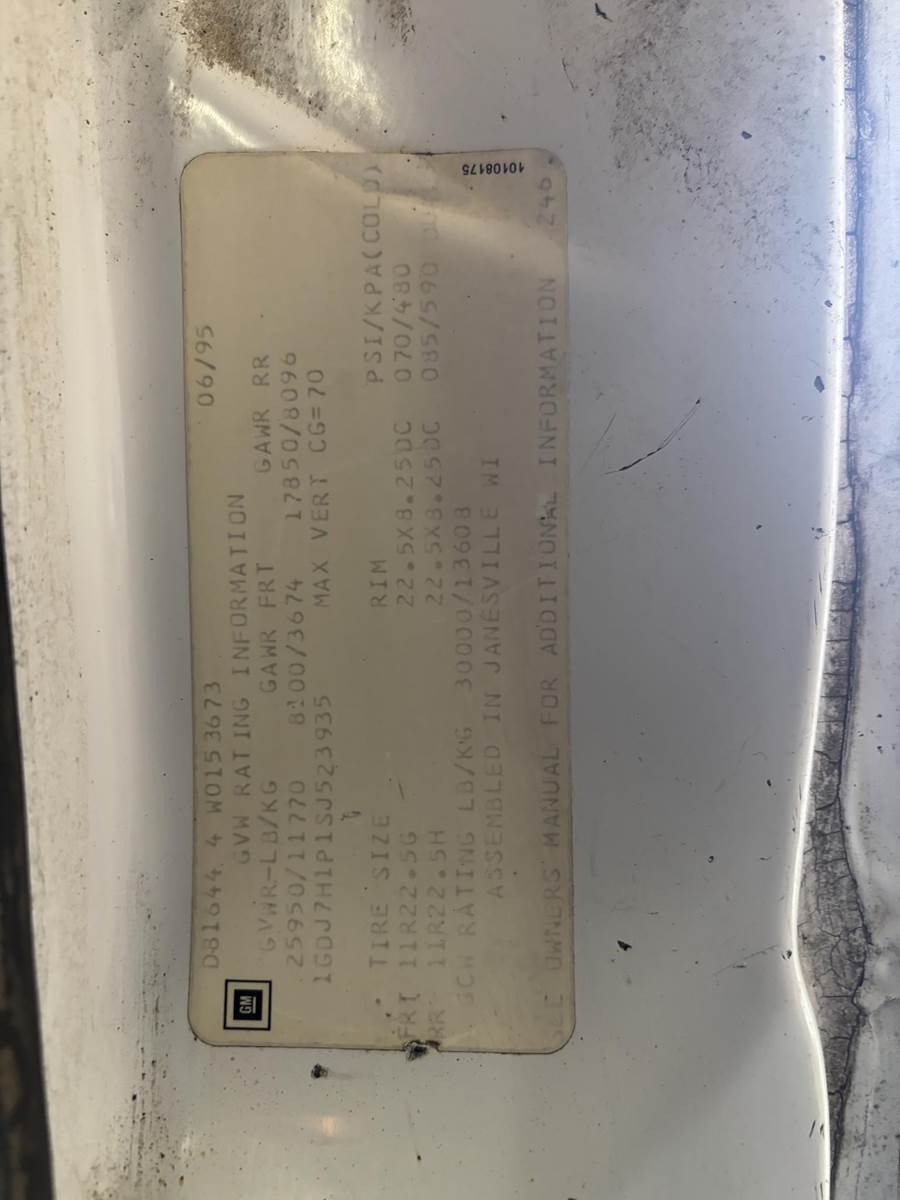 D81644 4 W0153673 06/95
GM
GVW RATING INFORMATION
GVWR-LB/KG GAWR FRT GAWR RR
25950/11770 8100/3674 17850/8096
1GDJ7H1P1SJ523935 MAX VERT CG=70
TIRE SIZE RIM PSI/KPA(COLD)
FRT 11R22.5G 22.5X8.25DC 070/480
RR 11R22.5H 22.5X8.25DC 085/590
GCW RATING LB/KG 30000/13608
ASSEMBLED IN JANESVILLE WI
OWNERS MANUAL FOR ADDITIONAL INFORMATION 246
10108175